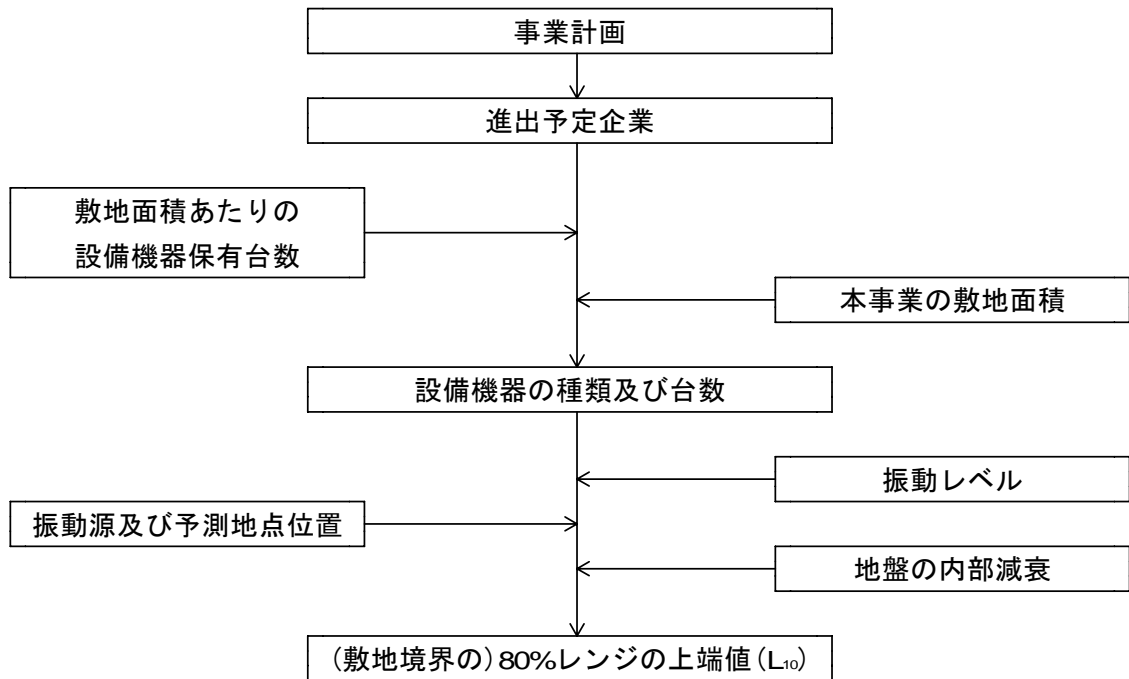 事業計画
進出予定企業
敷地面積あたりの
設備機器保有台数
本事業の敷地面積
設備機器の種類及び台数
振動レベル
振動源及び予測地点位置
地盤の内部減衰
(敷地境界の)80%レンジの上端値(L₁₀)